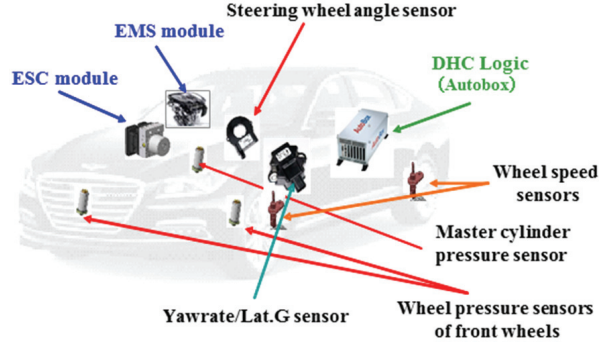 Steering wheel angle sensor
EMS module
ESC module
DHC Logic
(Autobox)
AutoBox
Wheel speed
sensors
Master cylinder
pressure sensor
Wheel pressure sensors
of front wheels
Yawrate/Lat.G sensor